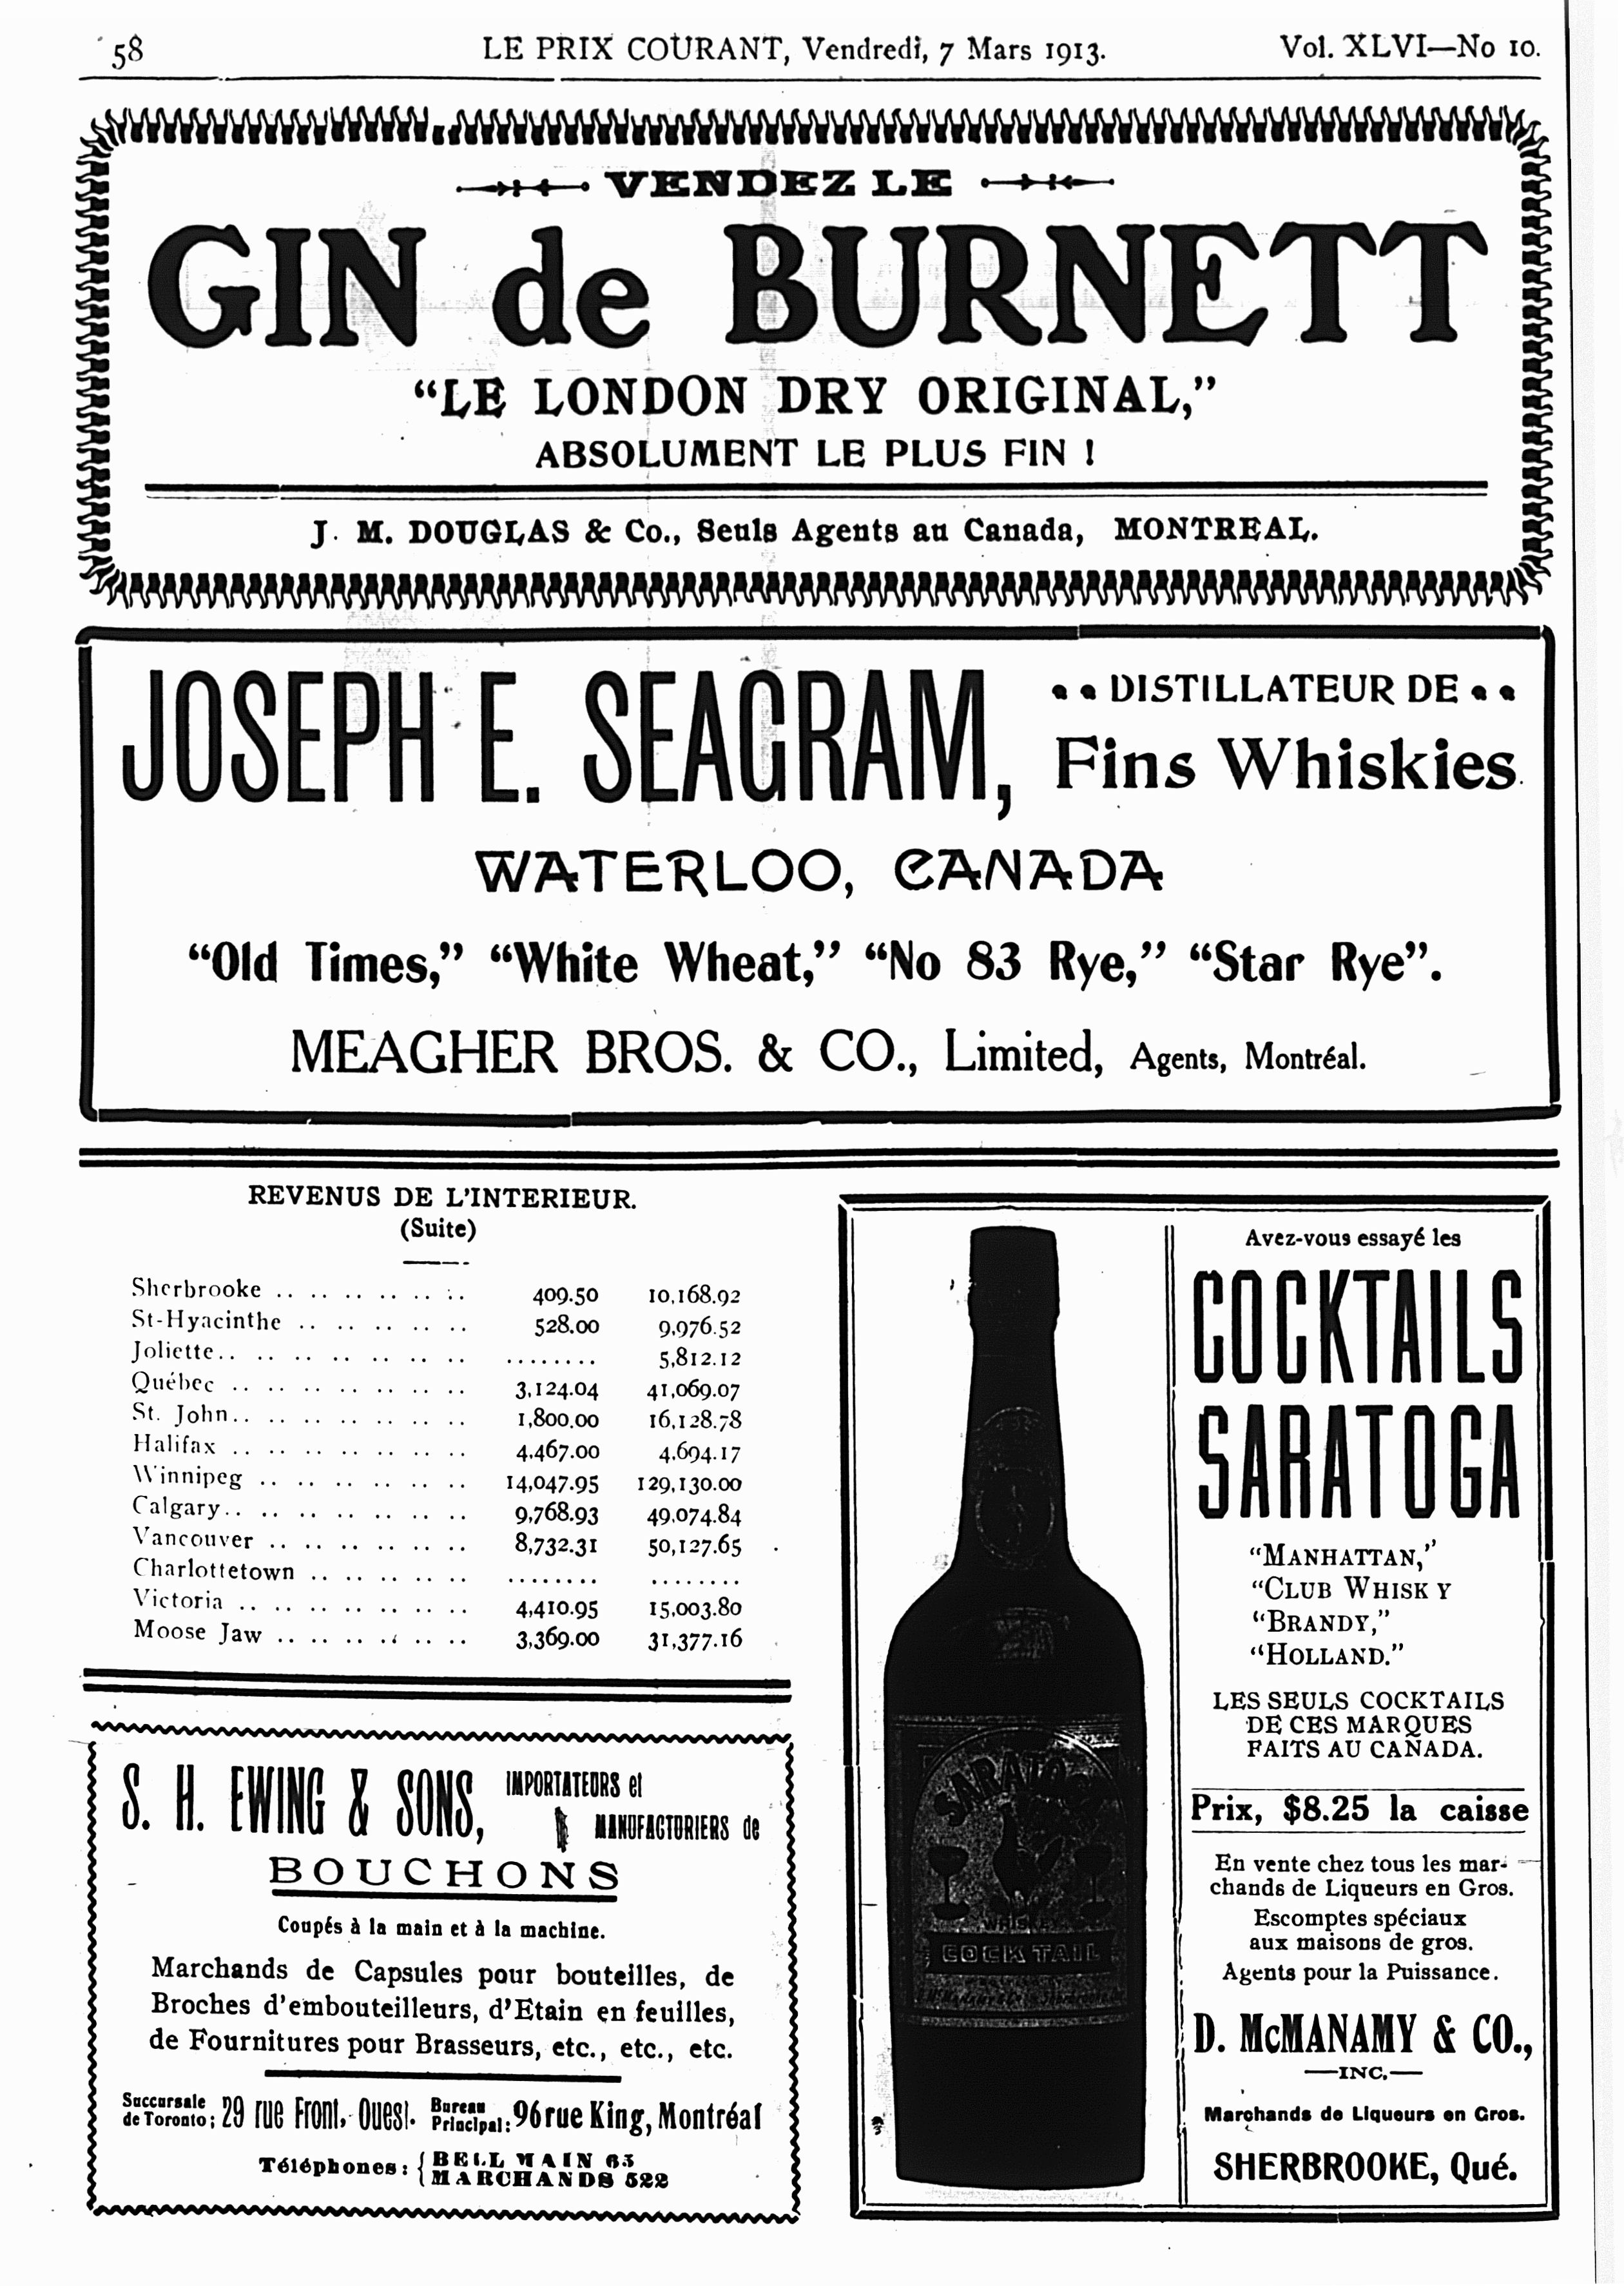 58
LE PRIX COURANT, Vendredi, 7 Mars 1913.
Vol. XLVI—No 10.
VENDEZ LE
GIN de BURNETT
“LE LONDON DRY ORIGINAL,”
ABSOLUMENT LE PLUS FIN !
J. M. DOUGLAS & Co., Seuls Agents au Canada, MONTREAL.
JOSEPH E. SEAGRAM,
DISTILLATEUR DE
Fins Whiskies.
WATERLOO, CANADA
“Old Times,” “White Wheat,” “No 83 Rye,” “Star Rye”.
MEAGHER BROS. & CO., Limited, Agents, Montréal.
REVENUS DE L'INTERIEUR.
(Suite)
Sherbrooke .. .. .. .. .. .. 409.50 10,168.92
St-Hyacinthe .. .. .. .. .. 528.00 9,976.52
Joliette.. .. .. .. .. .. .. ........ 5,812.12
Québec .. .. .. .. .. .. .. 3,124.04 41,069.07
St. John.. .. .. .. .. .. .. 1,800.00 16,128.78
Halifax .. .. .. .. .. .. .. 4,467.00 4,694.17
Winnipeg .. .. .. .. .. .. 14,047.95 129,130.00
Calgary.. .. .. .. .. .. .. 9,768.93 49,074.84
Vancouver .. .. .. .. .. .. 8,732.31 50,127.65
Charlottetown .. .. .. .. .. ........ ........
Victoria .. .. .. .. .. .. .. 4,410.95 15,003.80
Moose Jaw .. .. .. .. .. .. 3,369.00 31,377.16
S. H. EWING & SONS,
IMPORTATEURS et
MANUFACTURIERS de
BOUCHONS
Coupés à la main et à la machine.
Marchands de Capsules pour bouteilles, de
Broches d'embouteilleurs, d'Etain en feuilles,
de Fournitures pour Brasseurs, etc., etc., etc.
Succursale de Toronto: 29 rue Front, Ouest. Bureau Principal: 96 rue King, Montréal
Téléphones: { BELL MAIN 65
MARCHANDS 522
SARATOGA
WHISKEY
COCKTAIL
Avez-vous essayé les
COCKTAILS
SARATOGA
“MANHATTAN,”
“CLUB WHISK Y
“BRANDY,”
“HOLLAND.”
LES SEULS COCKTAILS
DE CES MARQUES
FAITS AU CANADA.
Prix, $8.25 la caisse
En vente chez tous les mar-
chands de Liqueurs en Gros.
Escomptes spéciaux
aux maisons de gros.
Agents pour la Puissance.
D. McMANAMY & CO.,
—INC.—
Marchands de Liqueurs en Gros.
SHERBROOKE, Qué.